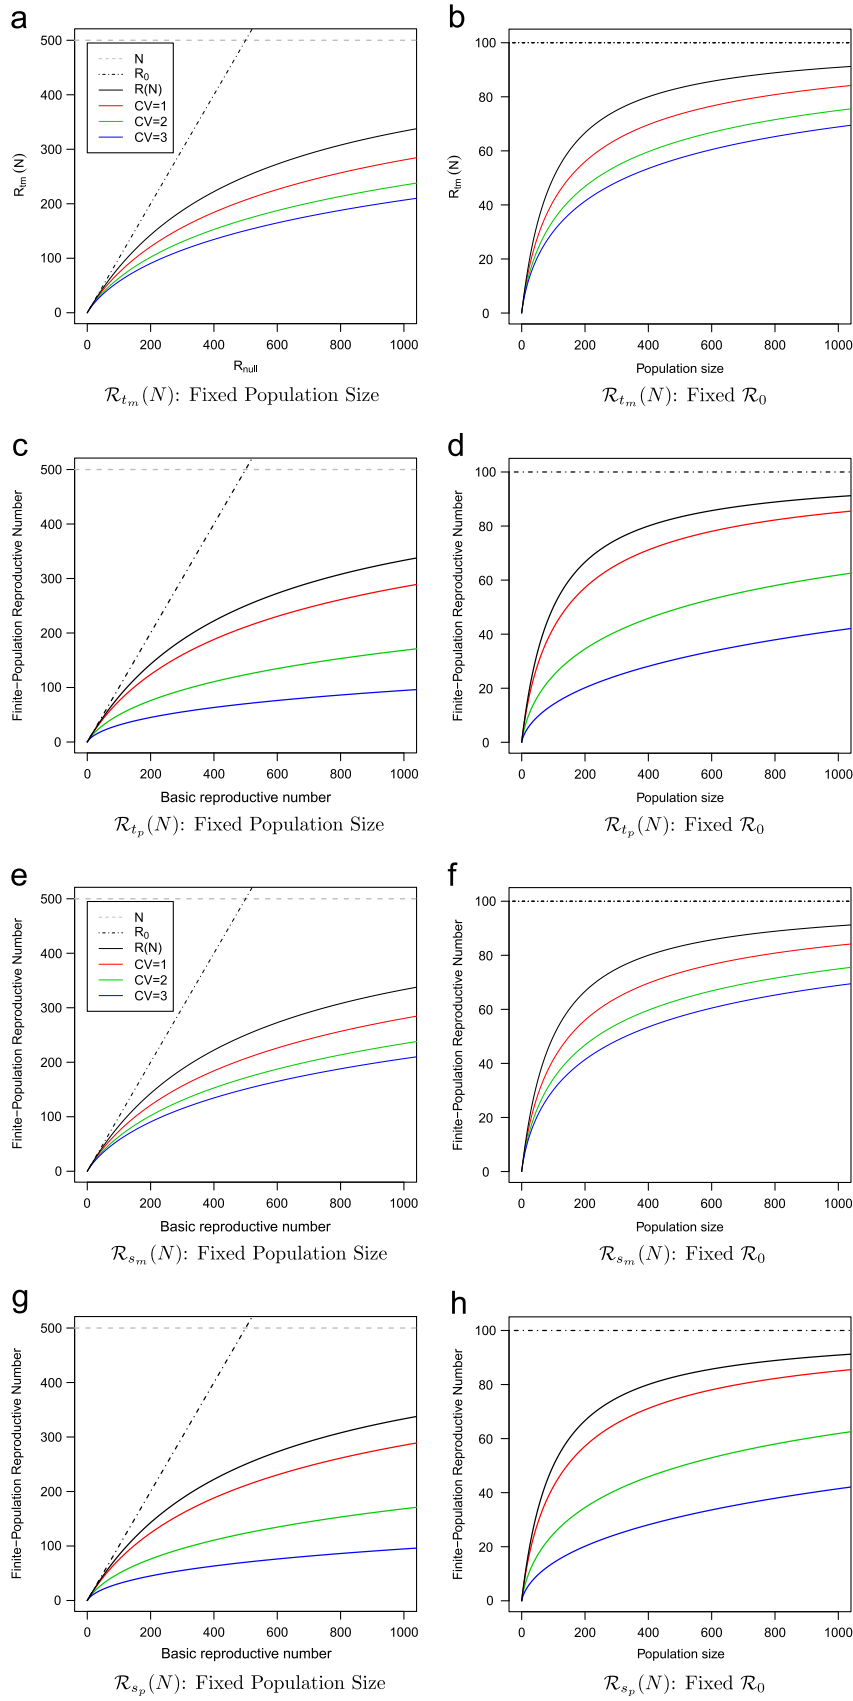 a
R_tm (N)
500
400
300
200
100
0
N
R_0
R(N)
CV=1
CV=2
CV=3
0 200 400 600 800 1000
R_null
ℛ_{t_m}(N): Fixed Population Size
b
R_tm (N)
100
80
60
40
20
0
0 200 400 600 800 1000
Population size
ℛ_{t_m}(N): Fixed ℛ_0
c
Finite−Population Reproductive Number
500
400
300
200
100
0
0 200 400 600 800 1000
Basic reproductive number
ℛ_{t_p}(N): Fixed Population Size
d
Finite−Population Reproductive Number
100
80
60
40
20
0
0 200 400 600 800 1000
Population size
ℛ_{t_p}(N): Fixed ℛ_0
e
Finite−Population Reproductive Number
500
400
300
200
100
0
N
R_0
R(N)
CV=1
CV=2
CV=3
0 200 400 600 800 1000
Basic reproductive number
ℛ_{s_m}(N): Fixed Population Size
f
Finite−Population Reproductive Number
100
80
60
40
20
0
0 200 400 600 800 1000
Population size
ℛ_{s_m}(N): Fixed ℛ_0
g
Finite−Population Reproductive Number
500
400
300
200
100
0
0 200 400 600 800 1000
Basic reproductive number
ℛ_{s_p}(N): Fixed Population Size
h
Finite−Population Reproductive Number
100
80
60
40
20
0
0 200 400 600 800 1000
Population size
ℛ_{s_p}(N): Fixed ℛ_0